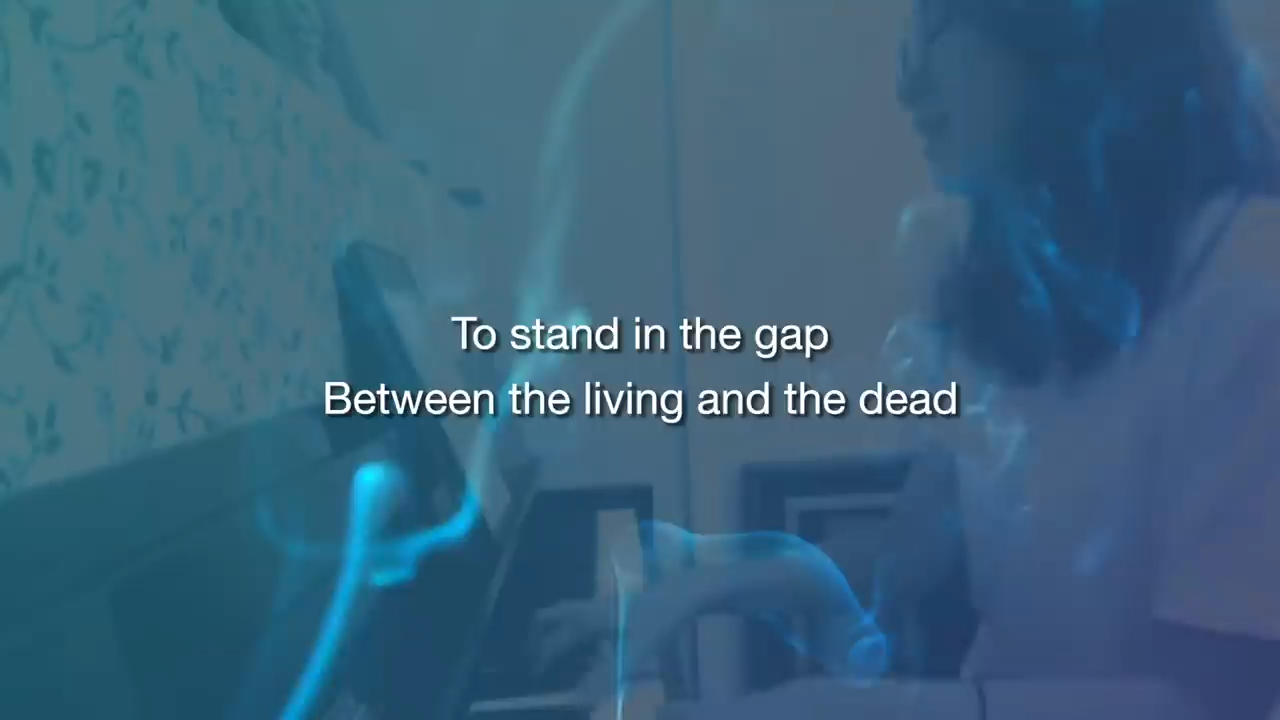 To stand in the gap
Between the living and the dead